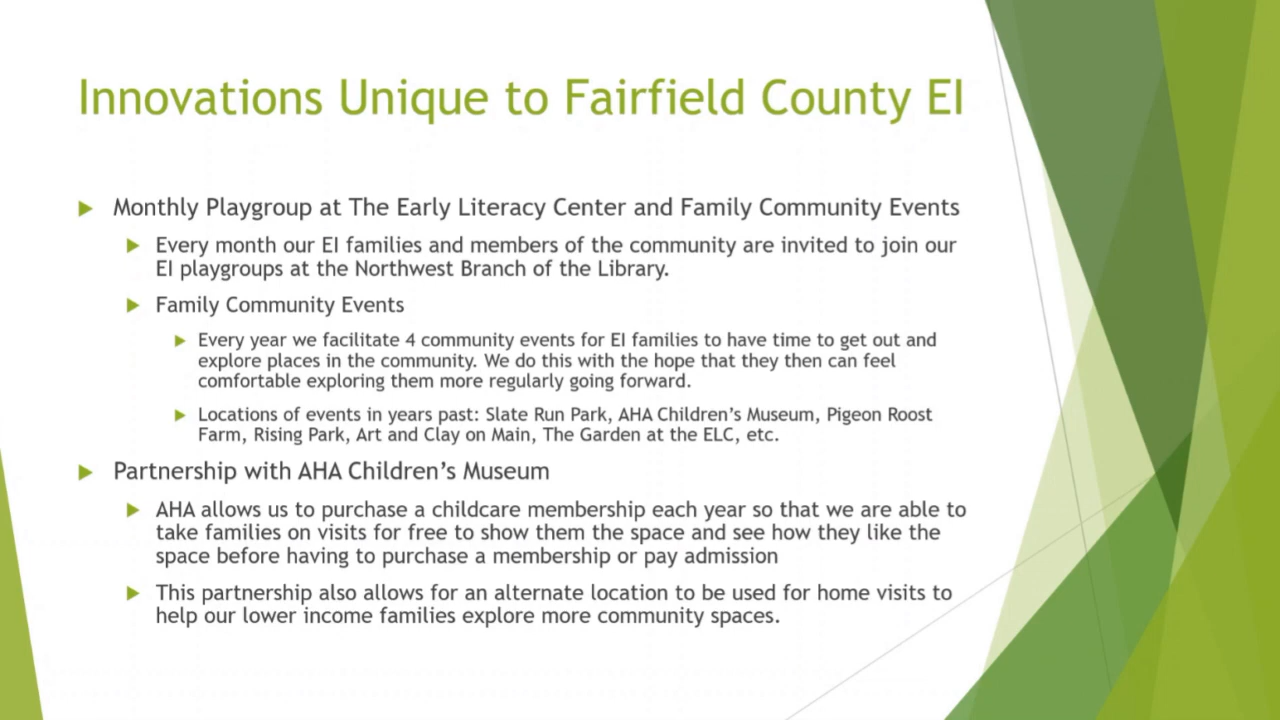 Innovations Unique to Fairfield County EI
Monthly Playgroup at The Early Literacy Center and Family Community Events
Every month our EI families and members of the community are invited to join our
EI playgroups at the Northwest Branch of the Library.
Family Community Events
Every year we facilitate 4 community events for EI families to have time to get out and
explore places in the community. We do this with the hope that they then can feel
comfortable exploring them more regularly going forward.
Locations of events in years past: Slate Run Park, AHA Children's Museum, Pigeon Roost
Farm, Rising Park, Art and Clay on Main, The Garden at the ELC, etc.
Partnership with AHA Children's Museum
AHA allows us to purchase a childcare membership each year so that we are able to
take families on visits for free to show them the space and see how they like the
space before having to purchase a membership or pay admission
This partnership also allows for an alternate location to be used for home visits to
help our lower income families explore more community spaces.